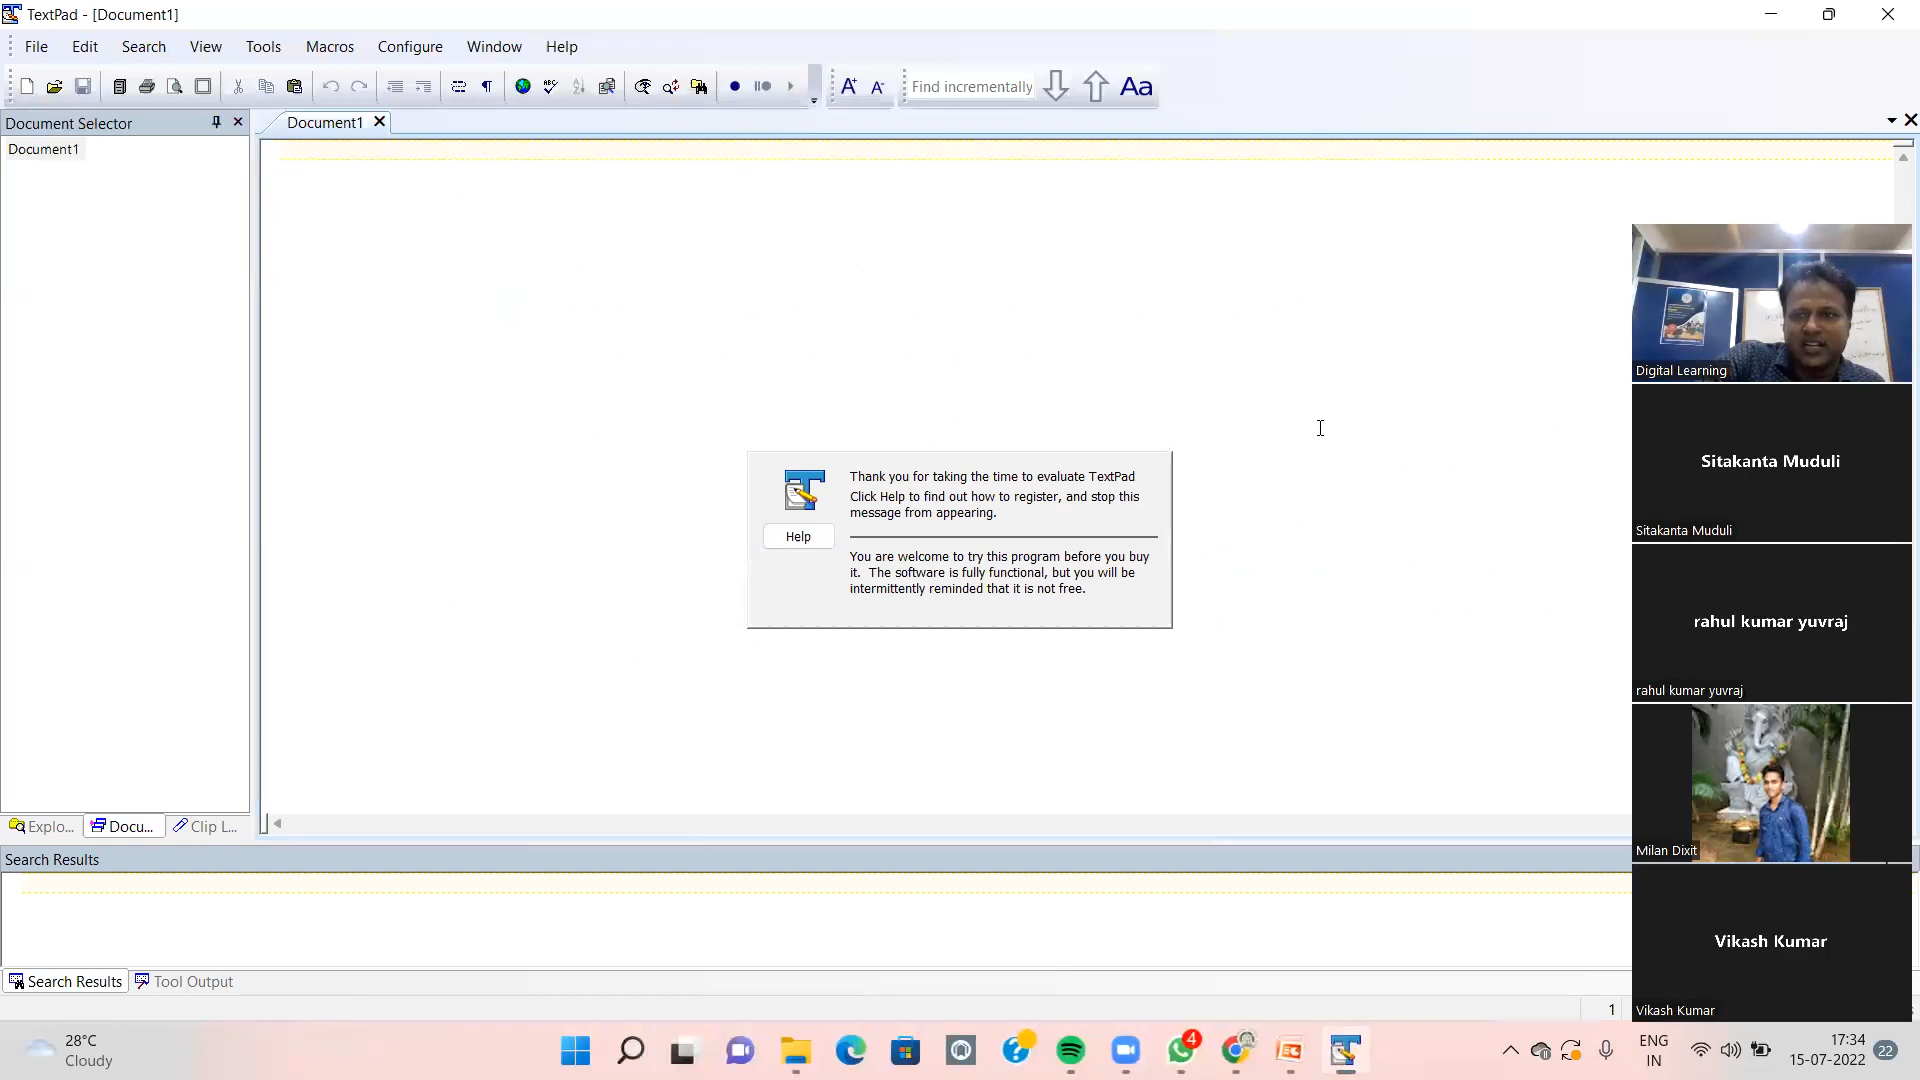 TextPad - [Document1]
File Edit Search View Tools Macros Configure Window Help
Find incrementally
Aa
Document Selector
Document1
Document1
Thank you for taking the time to evaluate TextPad
Click Help to find out how to register, and stop this
message from appearing.
Help
You are welcome to try this program before you buy
it. The software is fully functional, but you will be
intermittently reminded that it is not free.
Digital Learning
Sitakanta Muduli
Sitakanta Muduli
rahul kumar yuvraj
rahul kumar yuvraj
Milan Dixit
Vikash Kumar
Vikash Kumar
Explo... Docu... Clip L...
Search Results
Search Results Tool Output
1
28°C
Cloudy
4
ENG
IN
17:34
15-07-2022
22